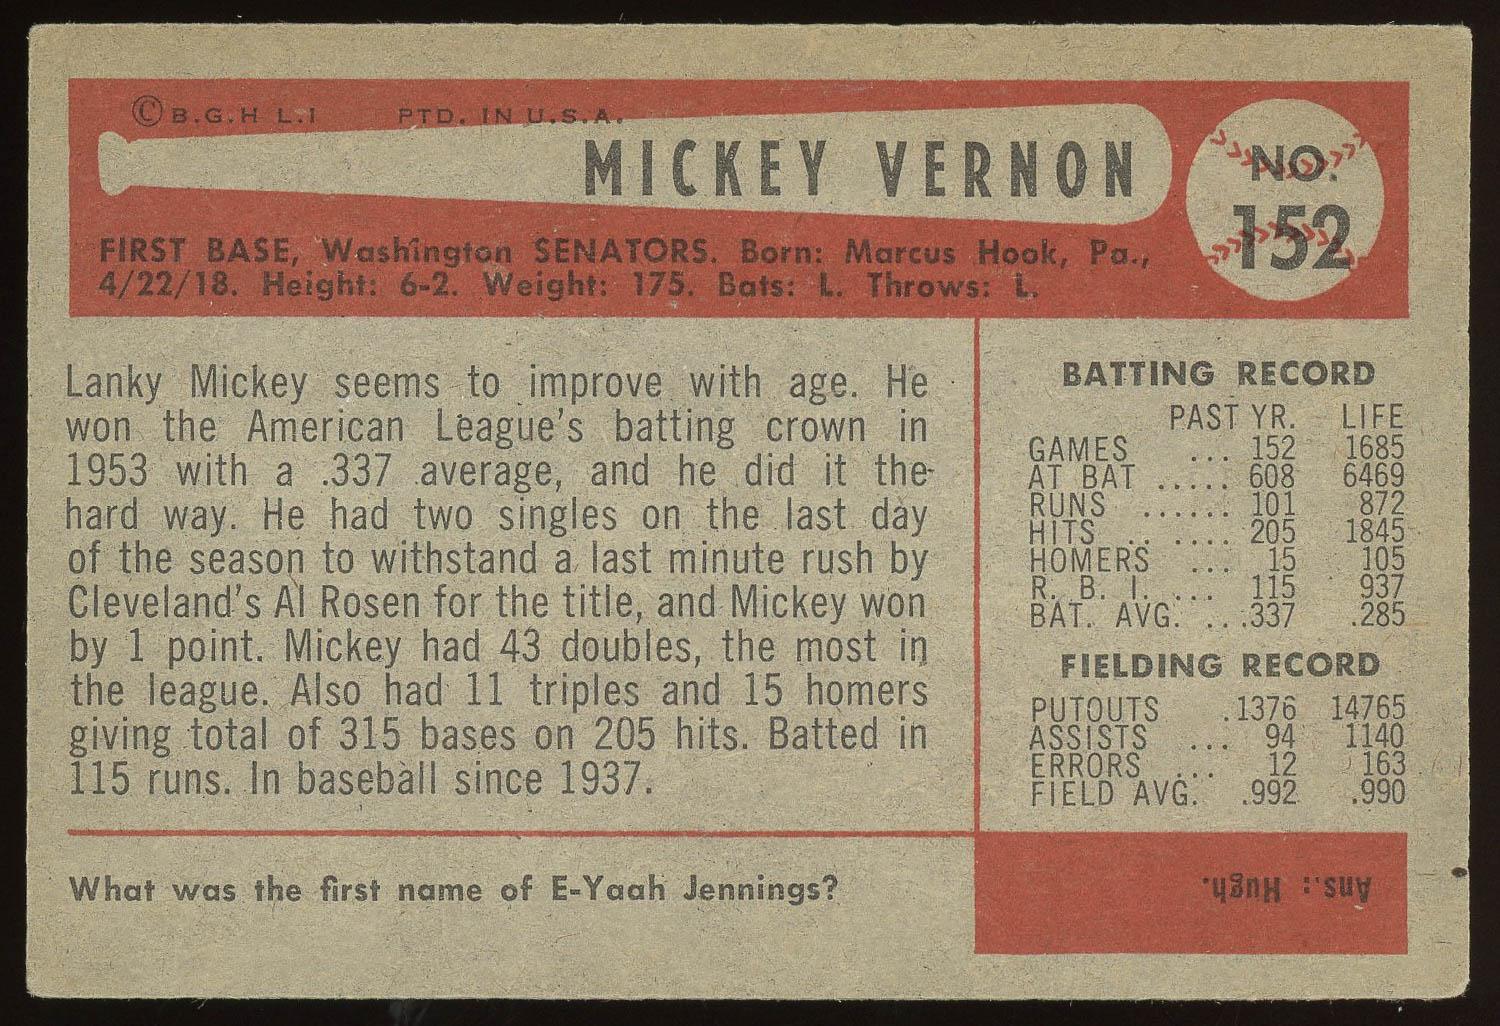 ©B.G.H L.I PTD. IN U.S.A.
MICKEY VERNON
NO.
152
FIRST BASE, Washington SENATORS. Born: Marcus Hook, Pa.,
4/22/18. Height: 6-2. Weight: 175. Bats: L. Throws: L.
Lanky Mickey seems to improve with age. He
won the American League's batting crown in
1953 with a .337 average, and he did it the
hard way. He had two singles on the last day
of the season to withstand a last minute rush by
Cleveland's Al Rosen for the title, and Mickey won
by 1 point. Mickey had 43 doubles, the most in
the league. Also had 11 triples and 15 homers
giving total of 315 bases on 205 hits. Batted in
115 runs. In baseball since 1937.
BATTING RECORD
PAST YR. LIFE
GAMES ... 152 1685
AT BAT ..... 608 6469
RUNS ...... 101 872
HITS .. .... 205 1845
HOMERS ... 15 105
R. B. I. ... 115 937
BAT. AVG. ...337 .285
FIELDING RECORD
PUTOUTS .1376 14765
ASSISTS ... 94 1140
ERRORS ... 12 163
FIELD AVG. .992 .990
What was the first name of E-Yaah Jennings?
Ans.: Hugh.